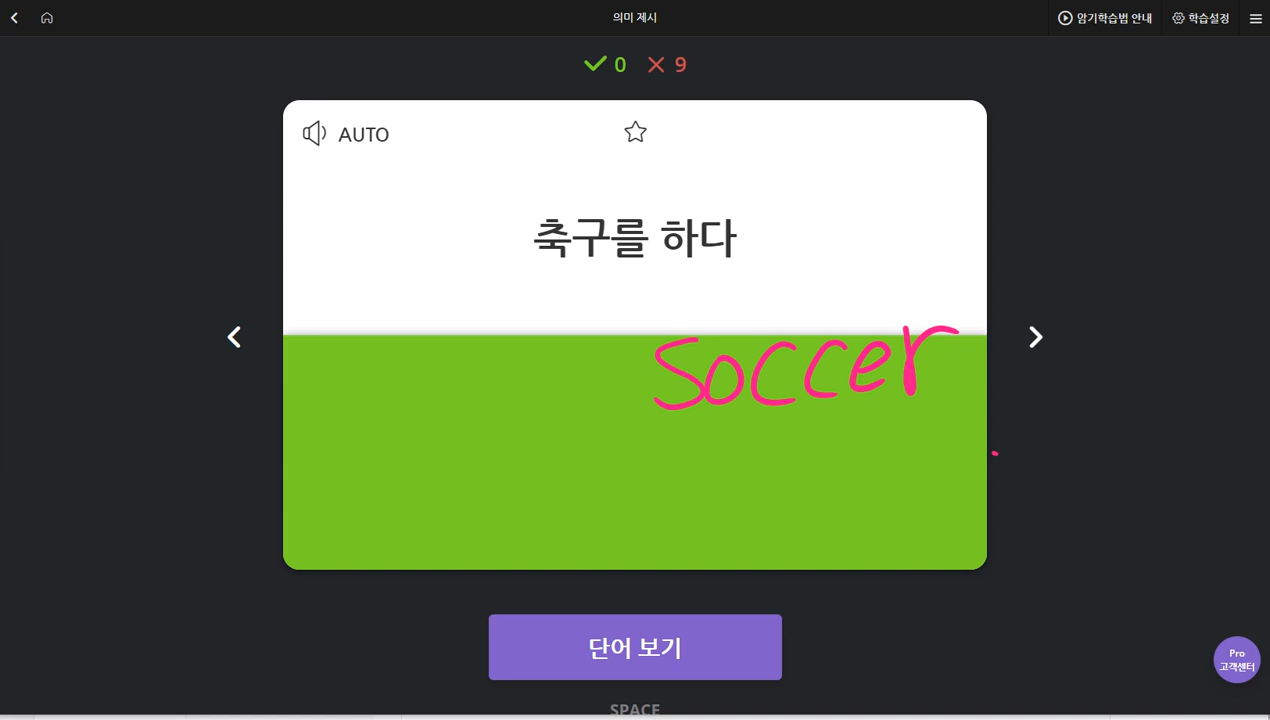 의미 제시
암기학습법 안내
학습설정
0
9
AUTO
축구를 하다
soccer
단어 보기
Pro
고객센터
SPACE